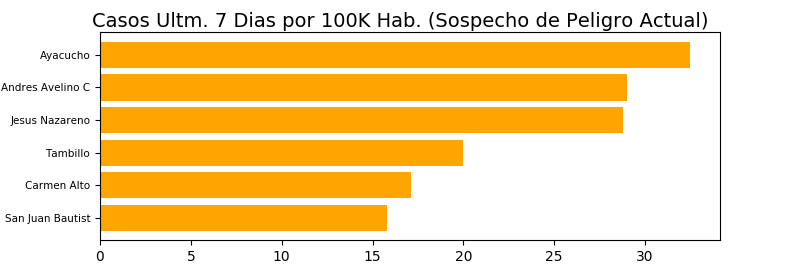 Casos Ultm. 7 Dias por 100K Hab. (Sospecho de Peligro Actual)
Ayacucho
Andres Avelino C
Jesus Nazareno
Tambillo
Carmen Alto
San Juan Bautist
0 5 10 15 20 25 30